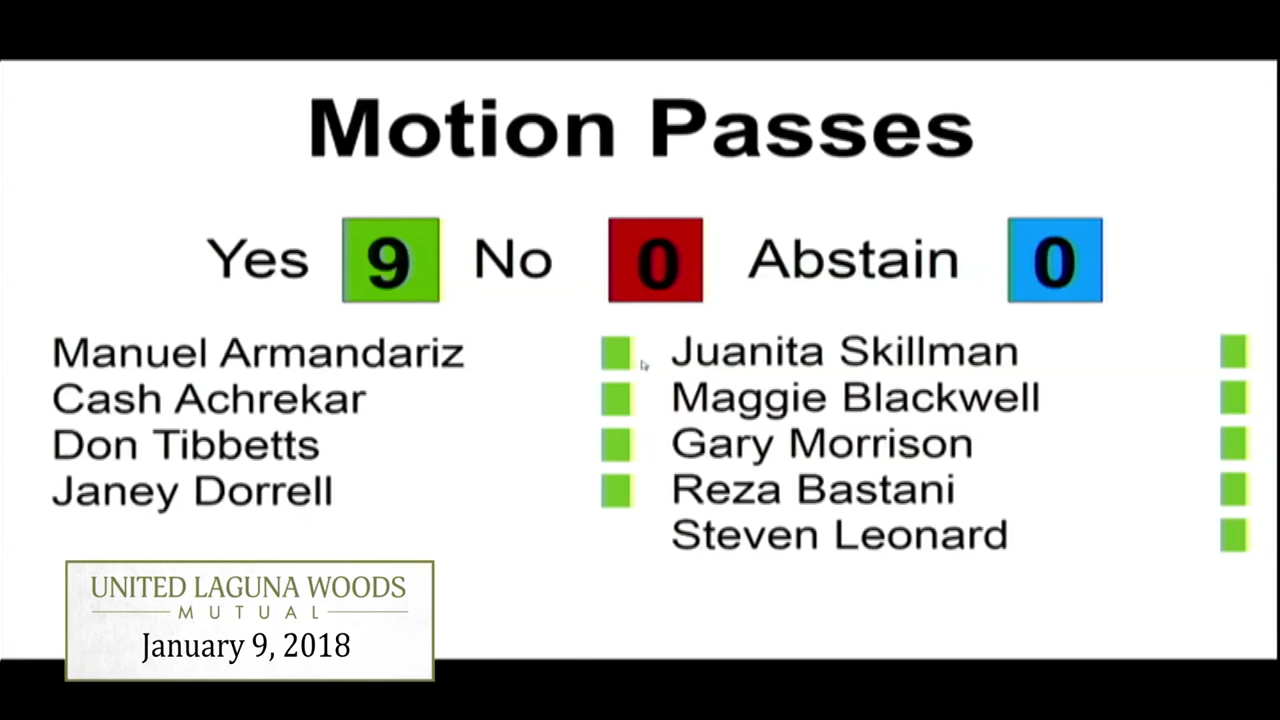 Motion Passes
Yes 9 No 0 Abstain 0
Manuel Armandariz
Cash Achrekar
Don Tibbetts
Janey Dorrell
Juanita Skillman
Maggie Blackwell
Gary Morrison
Reza Bastani
Steven Leonard
UNITED LAGUNA WOODS
MUTUAL
January 9, 2018